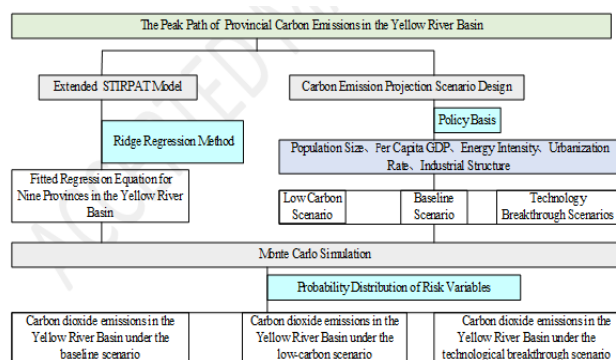 The Peak Path of Provincial Carbon Emissions in the Yellow River Basin
Extended STIRPAT Model
Carbon Emission Projection Scenario Design
Ridge Regression Method
Policy Basis
Population Size、Per Capita GDP、Energy Intensity、Urbanization
Rate、Industrial Structure
Fitted Regression Equation for
Nine Provinces in the Yellow River
Basin
Low Carbon
Scenario
Baseline
Scenario
Technology
Breakthrough Scenarios
Monte Carlo Simulation
Probability Distribution of Risk Variables
Carbon dioxide emissions in the
Yellow River Basin under the
baseline scenario
Carbon dioxide emissions in the
Yellow River Basin under the
low-carbon scenario
Carbon dioxide emissions in the
Yellow River Basin under the
technological breakthrough scenario